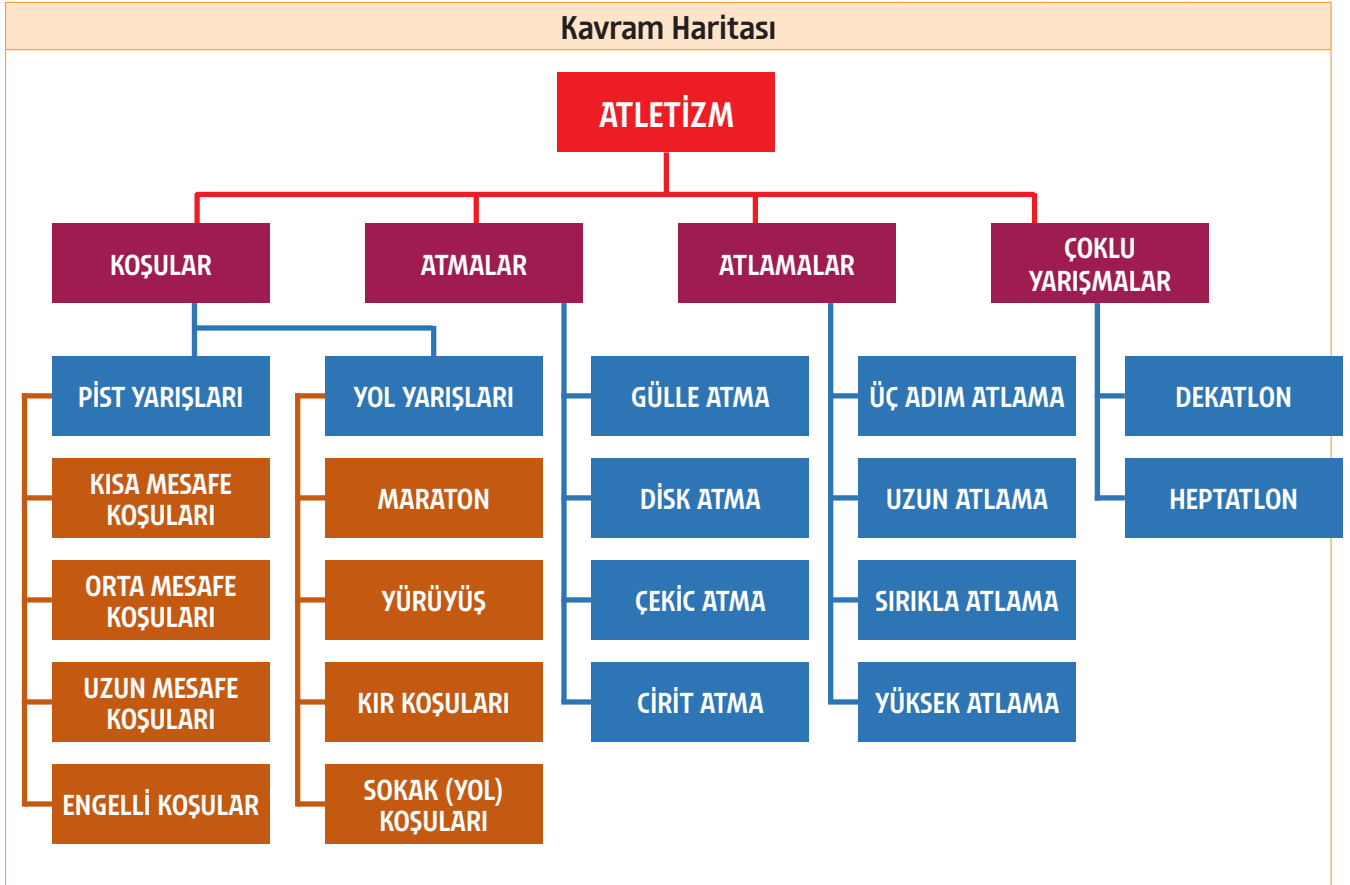 Kavram Haritası
ATLETİZM
KOŞULAR
ATMALAR
ATLAMALAR
ÇOKLU
YARIŞMALAR
PİST YARIŞLARI
YOL YARIŞLARI
GÜLLE ATMA
ÜÇ ADIM ATLAMA
DEKATLON
KISA MESAFE
KOŞULARI
MARATON
DİSK ATMA
UZUN ATLAMA
HEPTATLON
ORTA MESAFE
KOŞULARI
YÜRÜYÜŞ
ÇEKİC ATMA
SIRIKLA ATLAMA
UZUN MESAFE
KOŞULARI
KIR KOŞULARI
CİRİT ATMA
YÜKSEK ATLAMA
ENGELLİ KOŞULAR
SOKAK (YOL)
KOŞULARI